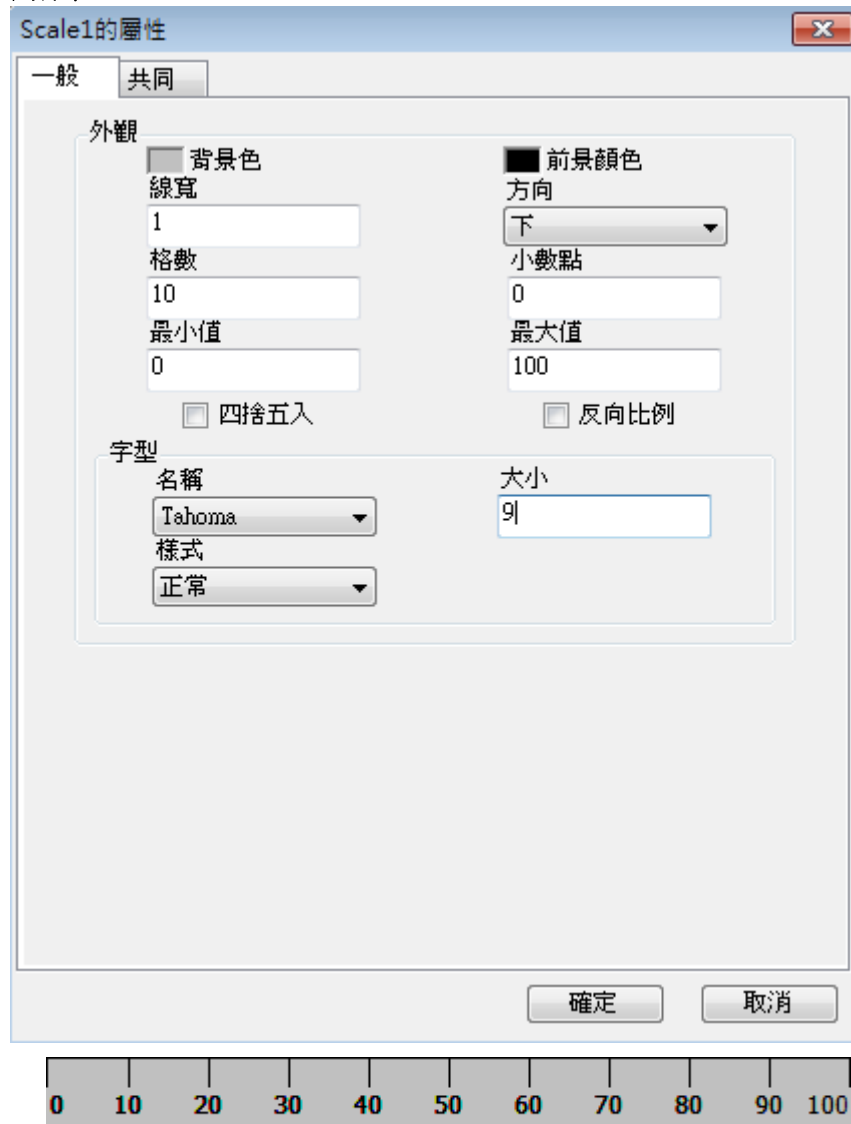 Scale1的屬性
一般 共同
外觀
背景色 前景顏色
線寬 方向
1 下
格數 小數點
10 0
最小值 最大值
0 100
四捨五入 反向比例
字型
名稱 大小
Tahoma 9
樣式
正常
確定 取消
0 10 20 30 40 50 60 70 80 90 100